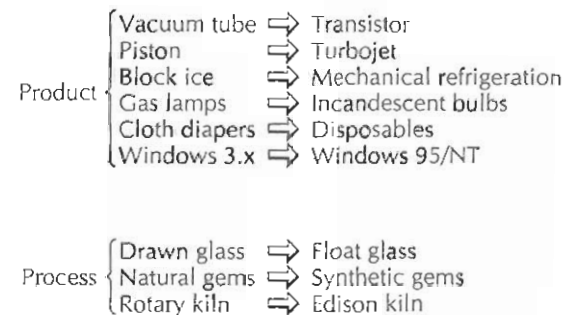 Vacuum tube ⇨ Transistor
Piston ⇨ Turbojet
Block ice ⇨ Mechanical refrigeration
Product
Gas lamps ⇨ Incandescent bulbs
Cloth diapers ⇨ Disposables
Windows 3.x ⇨ Windows 95/NT
Drawn glass ⇨ Float glass
Process Natural gems ⇨ Synthetic gems
Rotary kiln ⇨ Edison kiln